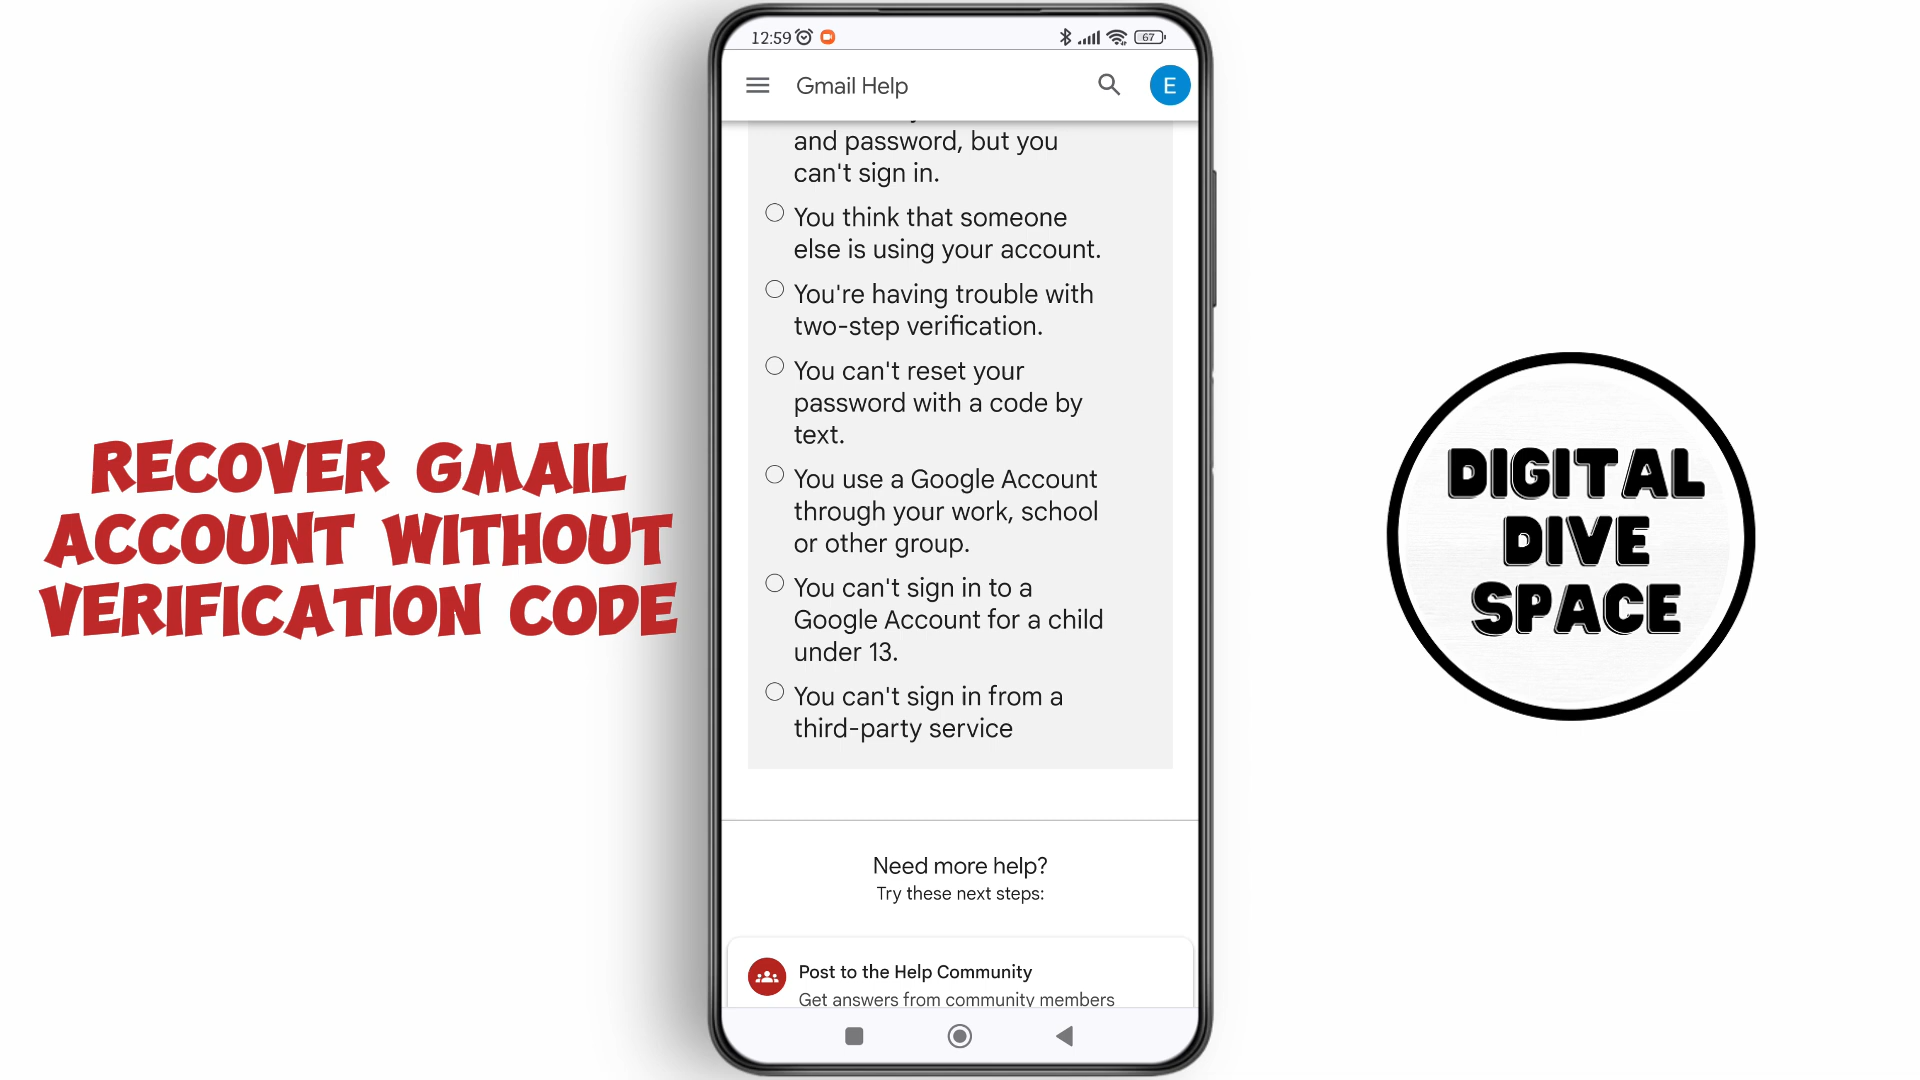 RECOVER GMAIL
ACCOUNT WITHOUT
VERIFICATION CODE
12:59
67
Gmail Help
E
and password, but you
can't sign in.
You think that someone
else is using your account.
You're having trouble with
two-step verification.
You can't reset your
password with a code by
text.
You use a Google Account
through your work, school
or other group.
You can't sign in to a
Google Account for a child
under 13.
You can't sign in from a
third-party service
Need more help?
Try these next steps:
Post to the Help Community
Get answers from community members
DIGITAL
DIVE
SPACE